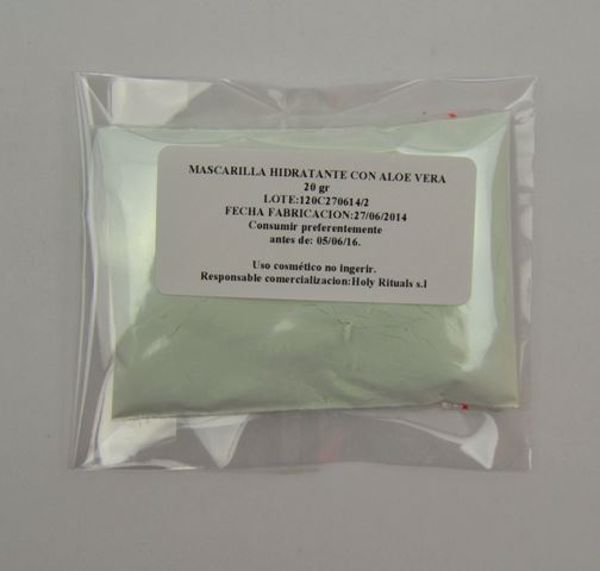 MASCARILLA HIDRATANTE CON ALOE VERA
20 gr
LOTE:120C270614/2
FECHA FABRICACION:27/06/2014
Consumir preferentemente
antes de: 05/06/16.
Uso cosmético no ingerir.
Responsable comercializacion:Holy Rituals s.l